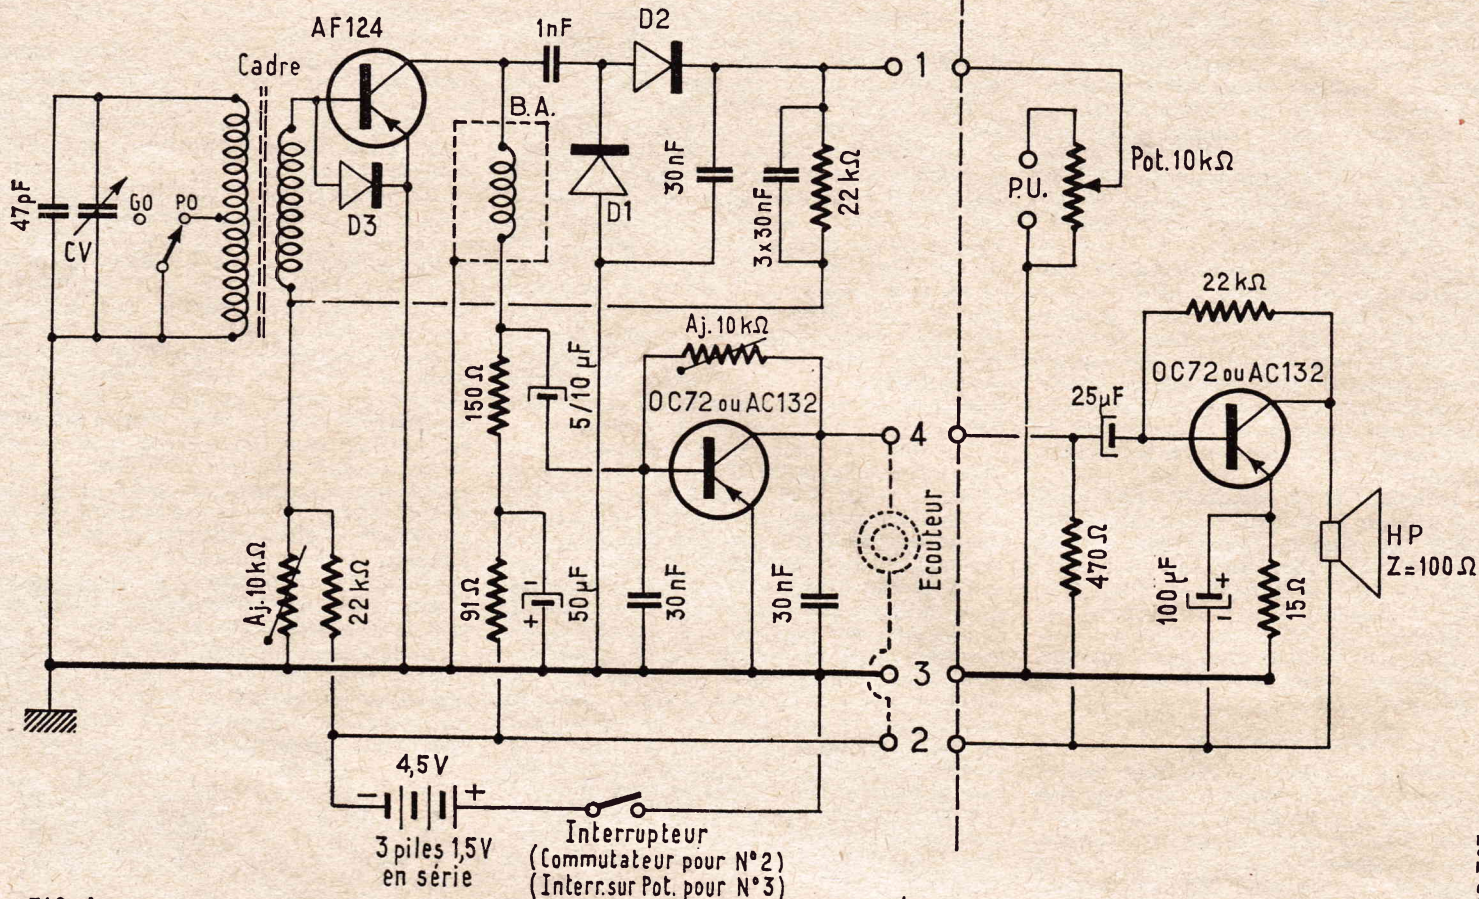 AF124
1nF
D2
Cadre
B.A.
1
47pF
CV
GO
PO
D3
D1
30nF
3x30nF
22kΩ
P.U.
Pot.10kΩ
Aj.10kΩ
22kΩ
150Ω
5/10µF
OC72 ou AC132
4
25µF
OC72 ou AC132
Ecouteur
Aj.10kΩ
22kΩ
91Ω
-
+
50µF
30nF
30nF
470Ω
100µF
+
-
15Ω
HP
Z=100Ω
3
2
4,5V
- +
3 piles 1,5V
en série
Interrupteur
(Commutateur pour N°2)
(Interr.sur Pot. pour N°3)